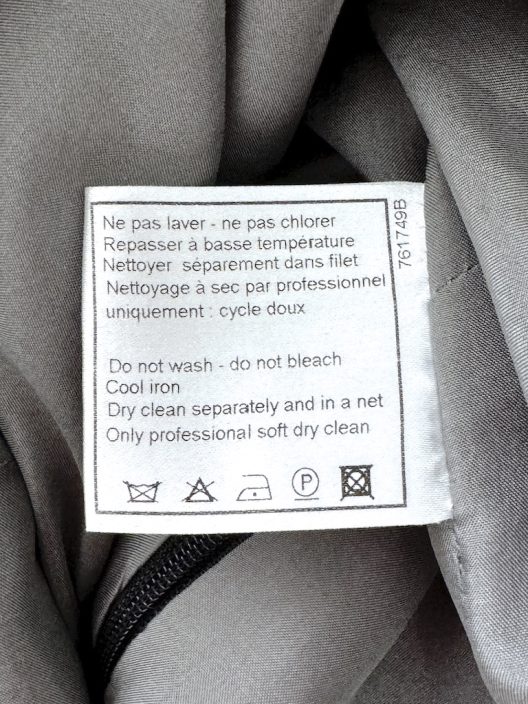 Ne pas laver - ne pas chlorer
Repasser à basse température
Nettoyer séparement dans filet
Nettoyage à sec par professionnel
uniquement : cycle doux
Do not wash - do not bleach
Cool iron
Dry clean separately and in a net
Only professional soft dry clean
P
761749B